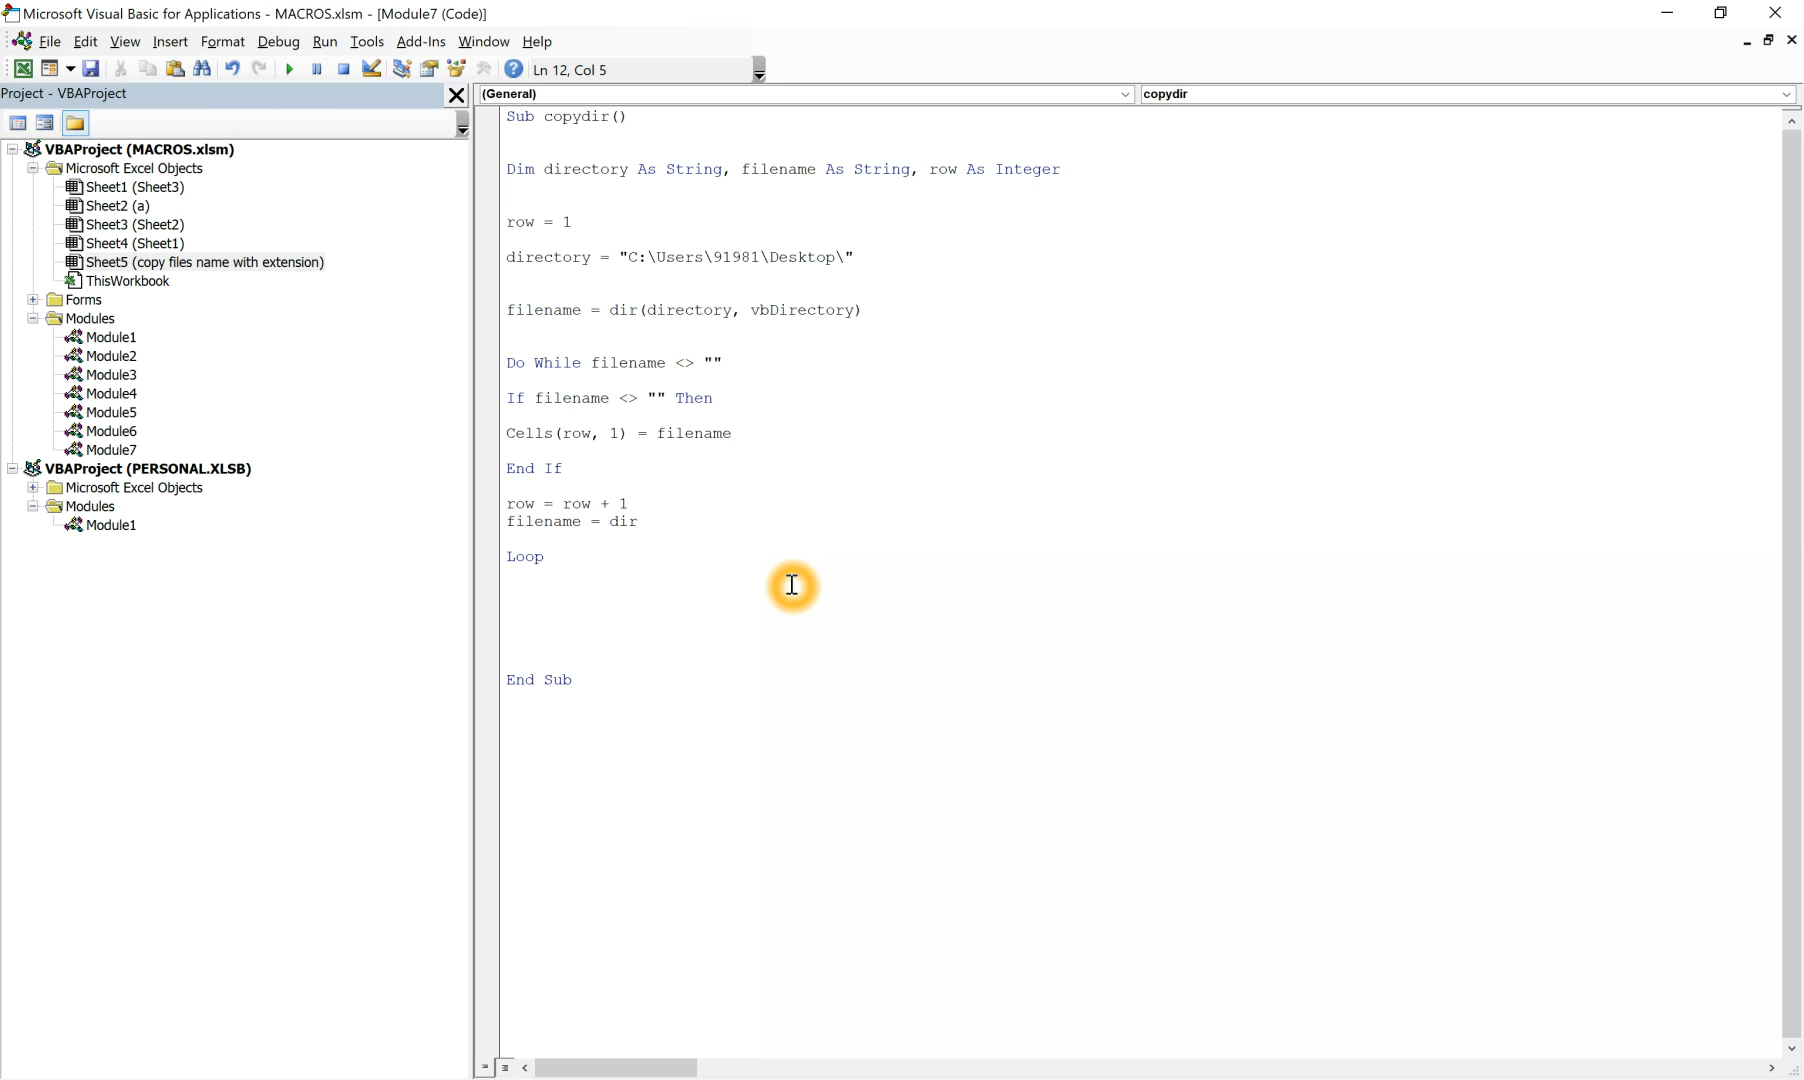 Microsoft Visual Basic for Applications - MACROS.xlsm - [Module7 (Code)]
File Edit View Insert Format Debug Run Tools Add-Ins Window Help
Ln 12, Col 5
Project - VBAProject
(General)
copydir
VBAProject (MACROS.xlsm)
Microsoft Excel Objects
Sheet1 (Sheet3)
Sheet2 (a)
Sheet3 (Sheet2)
Sheet4 (Sheet1)
Sheet5 (copy files name with extension)
ThisWorkbook
Forms
Modules
Module1
Module2
Module3
Module4
Module5
Module6
Module7
VBAProject (PERSONAL.XLSB)
Microsoft Excel Objects
Modules
Module1
Sub copydir()
Dim directory As String, filename As String, row As Integer
row = 1
directory = "C:\Users\91981\Desktop\"
filename = dir(directory, vbDirectory)
Do While filename <> ""
If filename <> "" Then
Cells(row, 1) = filename
End If
row = row + 1
filename = dir
Loop
End Sub